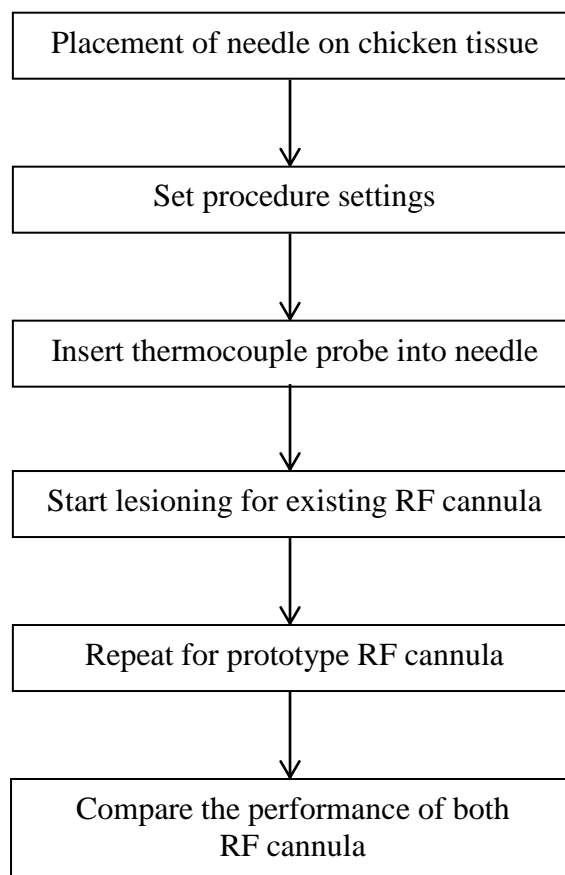 Placement of needle on chicken tissue
Set procedure settings
Insert thermocouple probe into needle
Start lesioning for existing RF cannula
Repeat for prototype RF cannula
Compare the performance of both
RF cannula